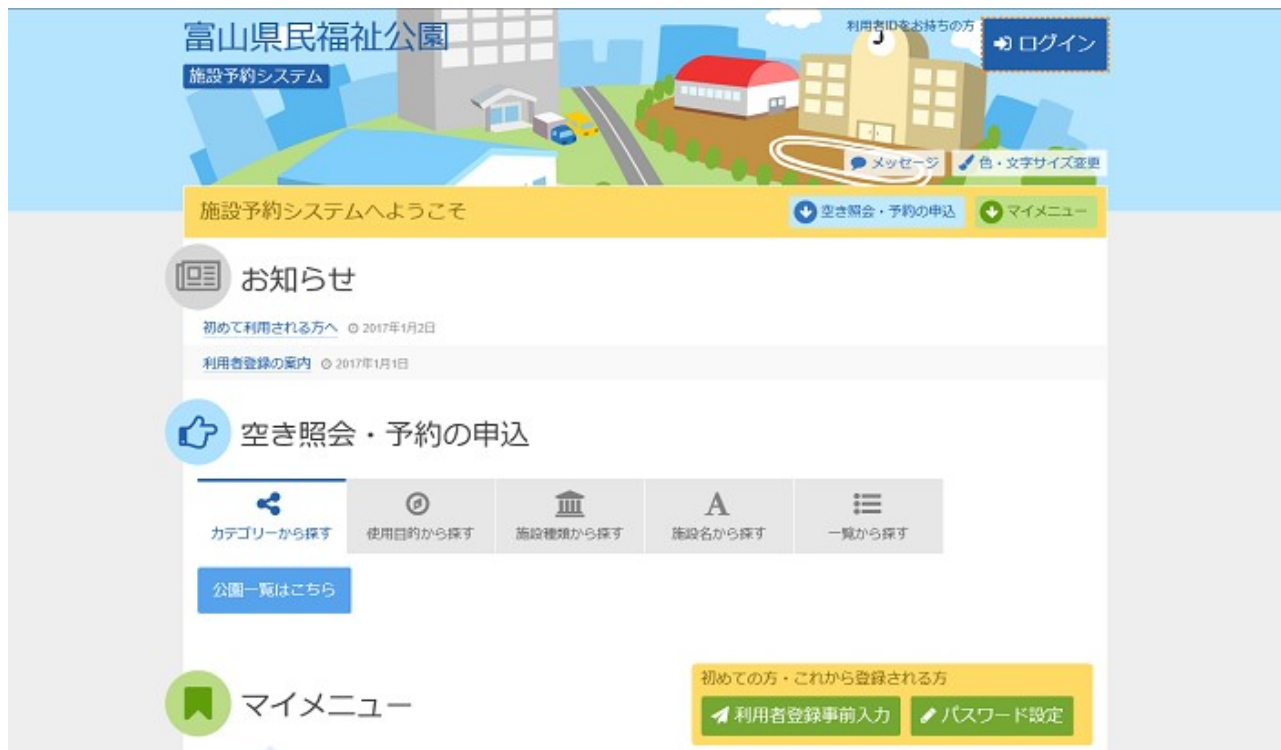 富山県民福祉公園
利用者IDをお持ちの方
ログイン
施設予約システム
メッセージ
色・文字サイズ変更
施設予約システムへようこそ
空き照会・予約の申込
マイメニュー
お知らせ
初めて利用される方へ 2017年1月2日
利用者登録の案内 2017年1月1日
空き照会・予約の申込
カテゴリーから探す
使用目的から探す
施設種類から探す
A
施設名から探す
一覧から探す
公園一覧はこちら
マイメニュー
初めての方・これから登録される方
利用者登録事前入力
パスワード設定